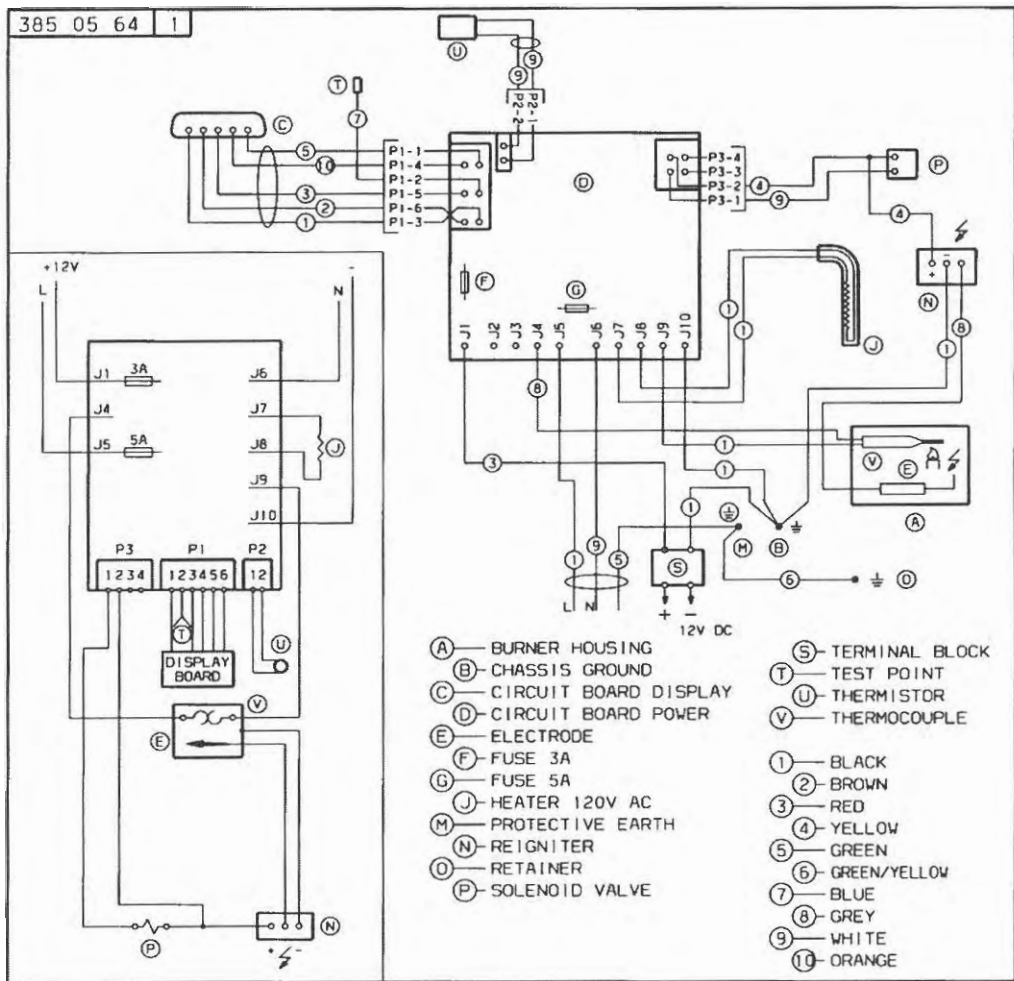 385 05 64 1
U
9 9
P2-2 P2-1
T
7
C
5 P1-1
10 P1-4
P1-2
3 P1-5
2 P1-6
1 P1-3
D
P3-4
P3-3
P3-2 4
P3-1 9
P
4
N
+ -
1 8
F
G
J1 J2 J3 J4 J5 J6 J7 J8 J9 J10
1 1
J
8
3
1
1
V
E
A
1
1 9 5
M B
S
6 O
L N
+ -
12V DC
+12V -
L N
J1 3A J6
J4 J7
J5 5A J8
J
J9
J10
P3 P1 P2
1234 123456 12
T
U
DISPLAY
BOARD
V
E
P
N
+ -
A BURNER HOUSING
B CHASSIS GROUND
C CIRCUIT BOARD DISPLAY
D CIRCUIT BOARD POWER
E ELECTRODE
F FUSE 3A
G FUSE 5A
J HEATER 120V AC
M PROTECTIVE EARTH
N REIGNITER
O RETAINER
P SOLENOID VALVE
S TERMINAL BLOCK
T TEST POINT
U THERMISTOR
V THERMOCOUPLE
1 BLACK
2 BROWN
3 RED
4 YELLOW
5 GREEN
6 GREEN/YELLOW
7 BLUE
8 GREY
9 WHITE
10 ORANGE